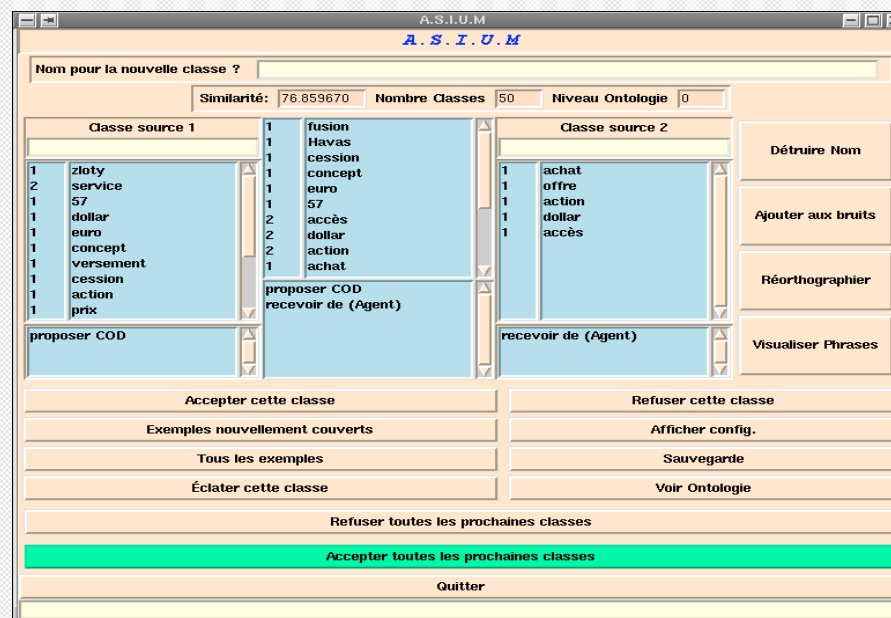 A.S.I.U.M
A.S.I.U.M
Nom pour la nouvelle classe ?
Similarité: 76.859670 Nombre Classes 50 Niveau Ontologie 0
Classe source 1
1 zloty
2 service
1 57
1 dollar
1 euro
1 concept
1 versement
1 cession
1 action
1 prix
proposer COD
1 fusion
1 Havas
1 cession
1 concept
1 euro
1 57
2 accès
2 dollar
2 action
1 achat
proposer COD
recevoir de (Agent)
Classe source 2
1 achat
1 offre
1 action
1 dollar
1 accès
recevoir de (Agent)
Détruire Nom
Ajouter aux bruits
Réorthographier
Visualiser Phrases
Accepter cette classe
Refuser cette classe
Exemples nouvellement couverts
Afficher config.
Tous les exemples
Sauvegarde
Éclater cette classe
Voir Ontologie
Refuser toutes les prochaines classes
Accepter toutes les prochaines classes
Quitter